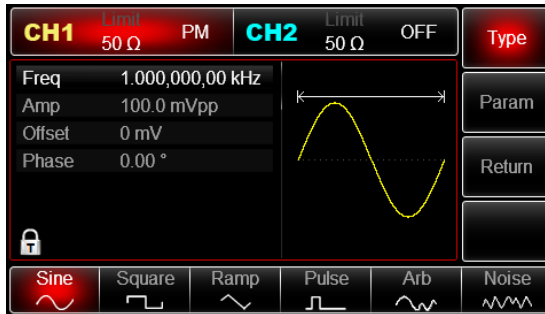 CH1 Limit 50 Ω PM CH2 Limit 50 Ω OFF Type
Freq 1.000,000,00 kHz
Amp 100.0 mVpp
Offset 0 mV
Phase 0.00 °
Param
Return
T
Sine Square Ramp Pulse Arb Noise